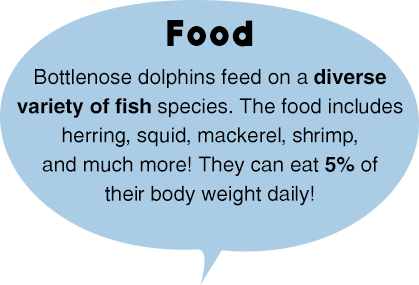 Food
Bottlenose dolphins feed on a diverse
variety of fish species. The food includes
herring, squid, mackerel, shrimp,
and much more! They can eat 5% of
their body weight daily!